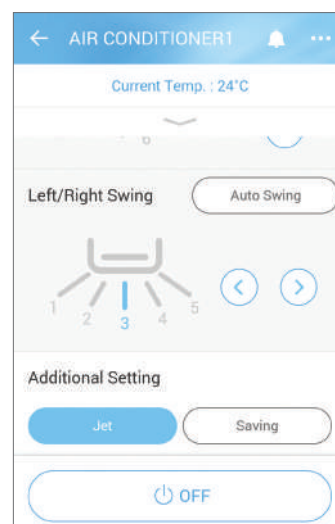 AIR CONDITIONER1
Current Temp. : 24°C
6
Left/Right Swing
Auto Swing
1 2 3 4 5
Additional Setting
Jet
Saving
OFF